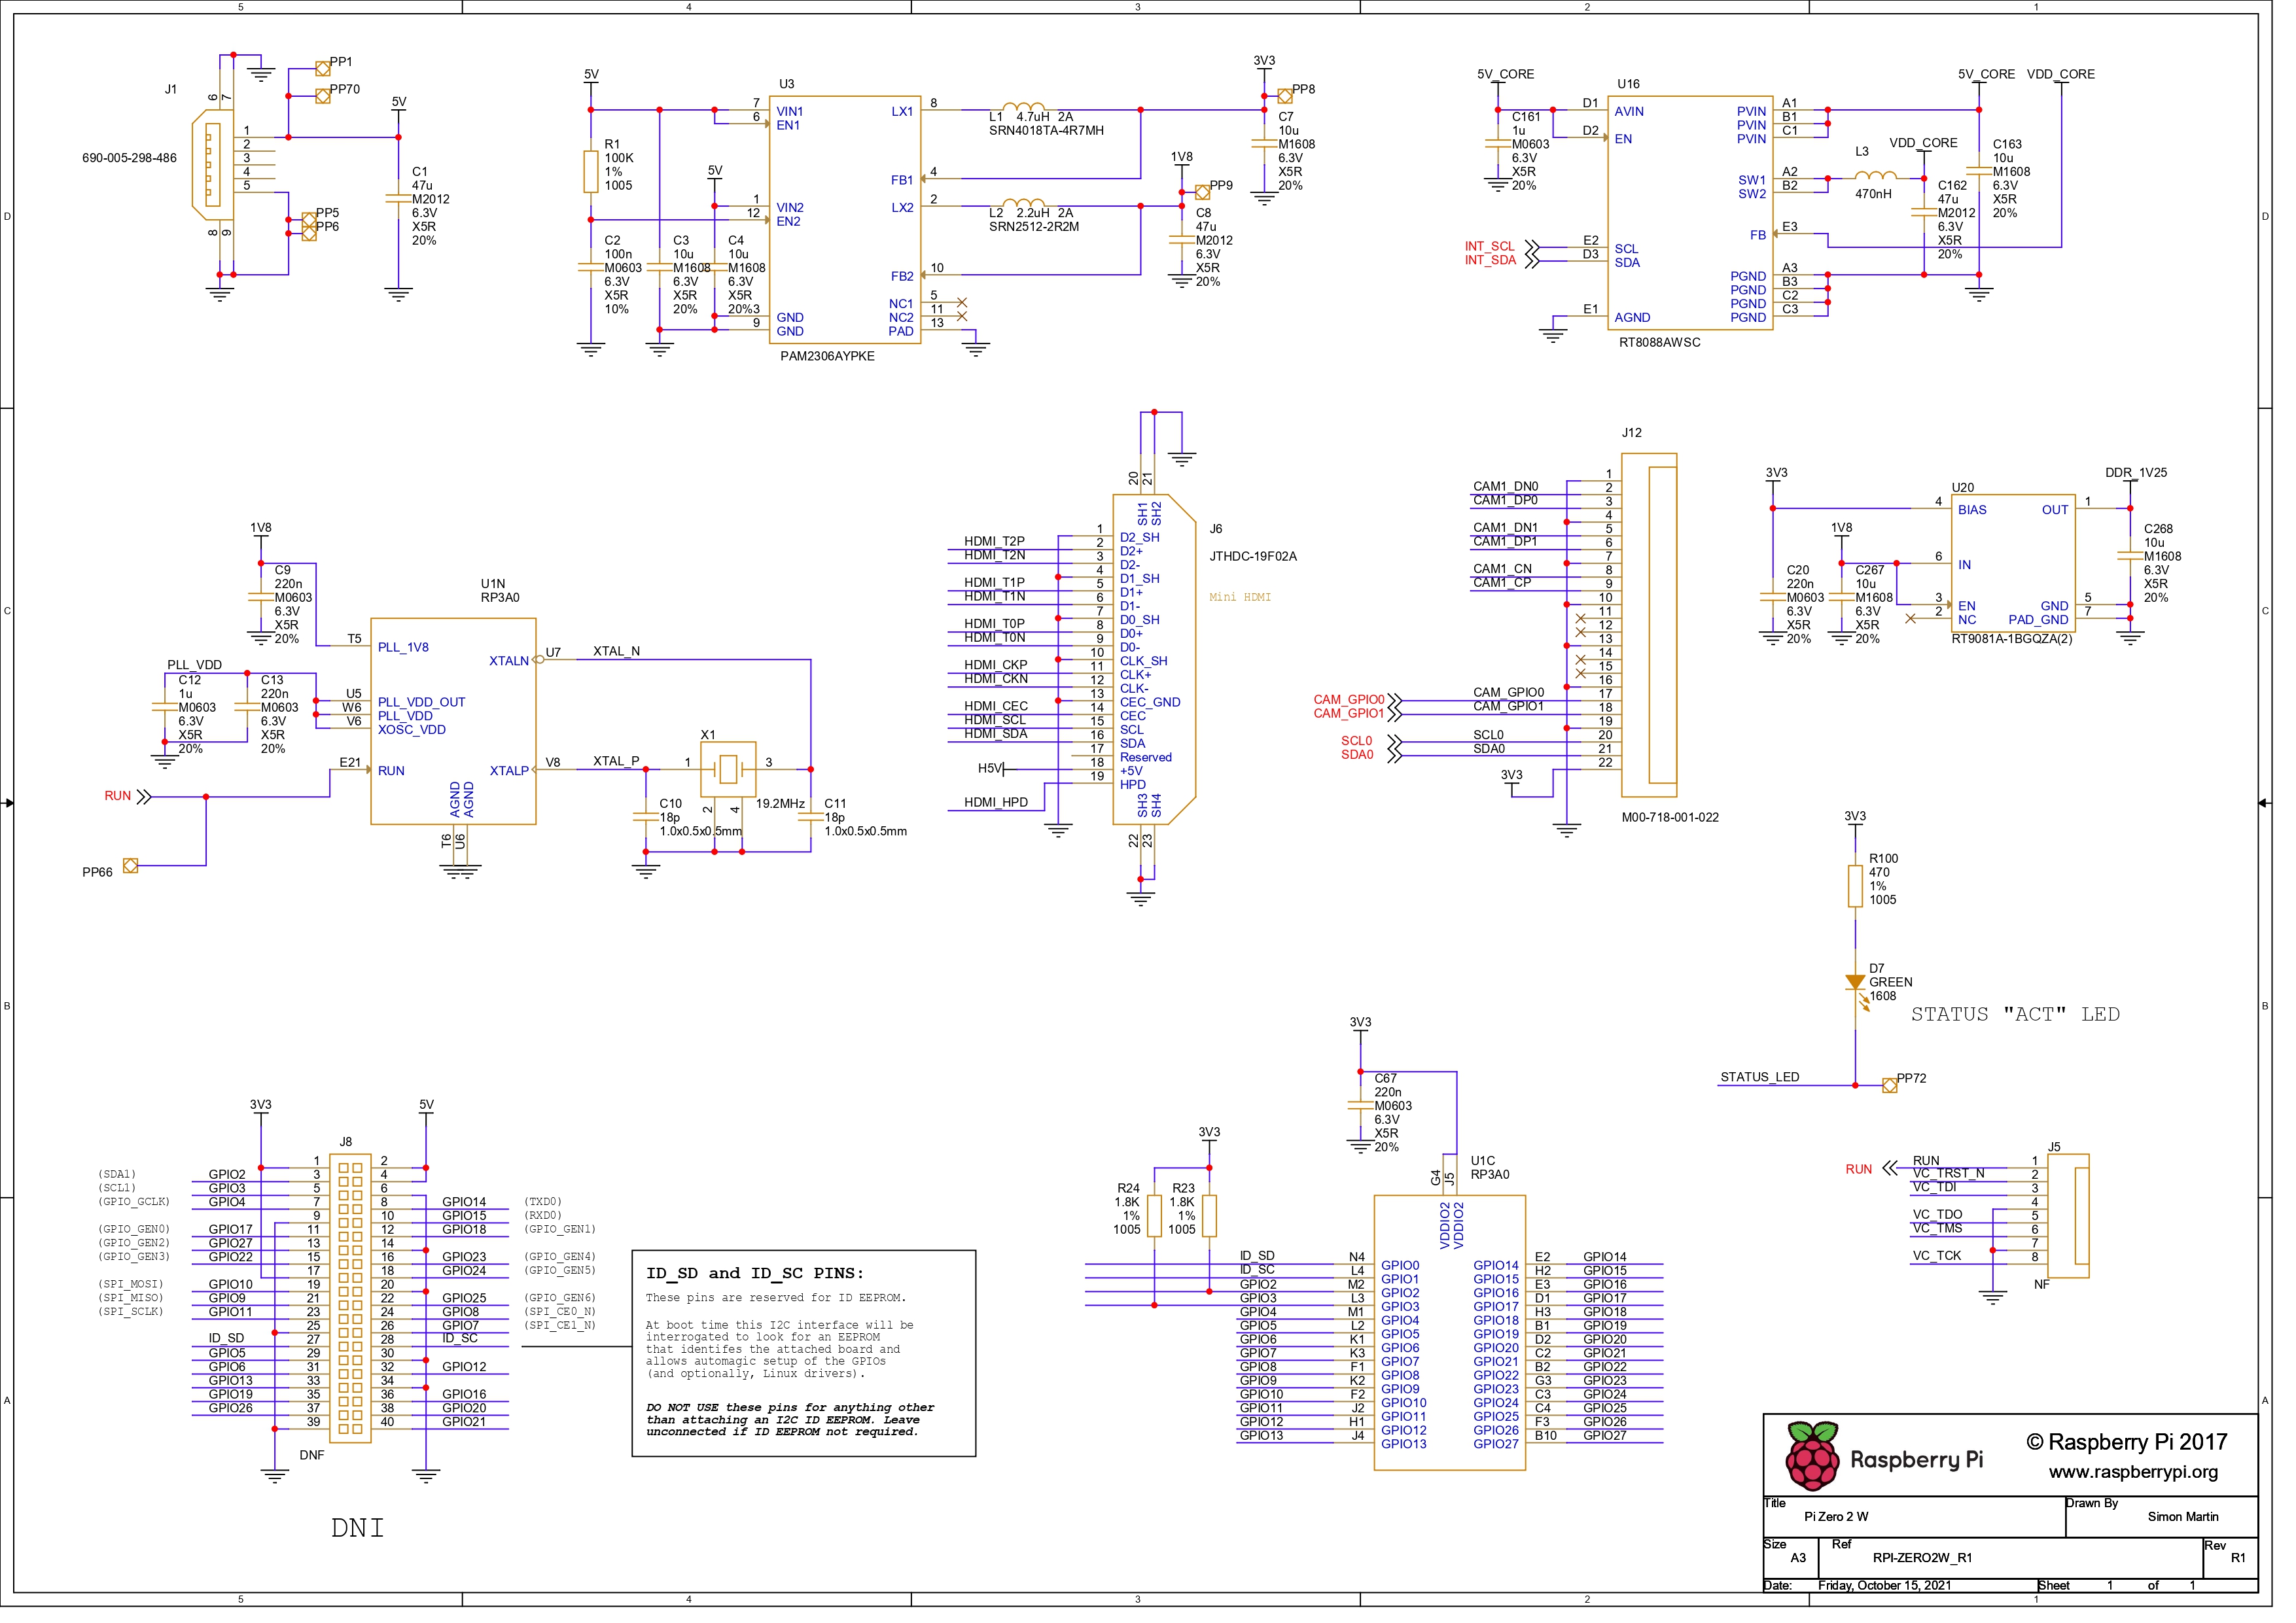 5 4 3 2 1
D
C
B
A
J1
690-005-298-486
6 7
1
2
3
4
5
8 9
PP1
PP70
PP5
PP6
5V
C1
47u
M2012
6.3V
X5R
20%
5V
R1
100K
1%
1005
C2
100n
M0603
6.3V
X5R
10%
C3
10u
M1608
6.3V
X5R
20%
5V
C4
10u
M1608
6.3V
X5R
20%
U3
7 VIN1
6 EN1
1 VIN2
12 EN2
3 GND
9 GND
LX1 8
FB1 4
LX2 2
FB2 10
NC1 5
NC2 11
PAD 13
PAM2306AYPKE
L1 4.7uH 2A
SRN4018TA-4R7MH
L2 2.2uH 2A
SRN2512-2R2M
3V3
PP8
C7
10u
M1608
6.3V
X5R
20%
1V8
PP9
C8
47u
M2012
6.3V
X5R
20%
5V_CORE
C161
1u
M0603
6.3V
X5R
20%
INT_SCL
INT_SDA
U16
D1 AVIN
D2 EN
E2 SCL
D3 SDA
E1 AGND
PVIN A1
PVIN B1
PVIN C1
SW1 A2
SW2 B2
FB E3
PGND A3
PGND B3
PGND C2
PGND C3
RT8088AWSC
L3
470nH
VDD_CORE
C162
47u
M2012
6.3V
X5R
20%
5V_CORE VDD_CORE
C163
10u
M1608
6.3V
X5R
20%
1V8
C9
220n
M0603
6.3V
X5R
20%
PLL_VDD
C12
1u
M0603
6.3V
X5R
20%
C13
220n
M0603
6.3V
X5R
20%
RUN
PP66
U1N
RP3A0
T5 PLL_1V8
U5 PLL_VDD_OUT
W6 PLL_VDD
V6 XOSC_VDD
E21 RUN
XTALN U7 XTAL_N
XTALP V8 XTAL_P
AGND
AGND
T6
U6
X1
1 3
2 4
19.2MHz
C10
18p
1.0x0.5x0.5mm
C11
18p
1.0x0.5x0.5mm
20 21
SH1
SH2
J6
JTHDC-19F02A
Mini HDMI
1 D2_SH
HDMI_T2P 2 D2+
HDMI_T2N 3 D2-
4 D1_SH
HDMI_T1P 5 D1+
HDMI_T1N 6 D1-
7 D0_SH
HDMI_T0P 8 D0+
HDMI_T0N 9 D0-
10 CLK_SH
HDMI_CKP 11 CLK+
HDMI_CKN 12 CLK-
13 CEC_GND
HDMI_CEC 14 CEC
HDMI_SCL 15 SCL
HDMI_SDA 16 SDA
17 Reserved
H5V 18 +5V
HDMI_HPD 19 HPD
SH3
SH4
22 23
J12
1
CAM1_DN0 2
CAM1_DP0 3
4
CAM1_DN1 5
CAM1_DP1 6
7
CAM1_CN 8
CAM1_CP 9
10
11
12
13
14
15
16
CAM_GPIO0 CAM_GPIO0 17
CAM_GPIO1 CAM_GPIO1 18
19
SCL0 SCL0 20
SDA0 SDA0 21
3V3 22
M00-718-001-022
3V3
C20
220n
M0603
6.3V
X5R
20%
1V8
C267
10u
M1608
6.3V
X5R
20%
U20
4 BIAS
6 IN
3 EN
2 NC
OUT 1
GND 5
PAD_GND 7
RT9081A-1BGQZA(2)
DDR_1V25
C268
10u
M1608
6.3V
X5R
20%
3V3
R100
470
1%
1005
D7
GREEN
1608
STATUS "ACT" LED
STATUS_LED
PP72
3V3 5V
J8
1 2
(SDA1) GPIO2 3 4
(SCL1) GPIO3 5 6
(GPIO_GCLK) GPIO4 7 8 GPIO14 (TXD0)
9 10 GPIO15 (RXD0)
(GPIO_GEN0) GPIO17 11 12 GPIO18 (GPIO_GEN1)
(GPIO_GEN2) GPIO27 13 14
(GPIO_GEN3) GPIO22 15 16 GPIO23 (GPIO_GEN4)
17 18 GPIO24 (GPIO_GEN5)
(SPI_MOSI) GPIO10 19 20
(SPI_MISO) GPIO9 21 22 GPIO25 (GPIO_GEN6)
(SPI_SCLK) GPIO11 23 24 GPIO8 (SPI_CE0_N)
25 26 GPIO7 (SPI_CE1_N)
ID_SD 27 28 ID_SC
GPIO5 29 30
GPIO6 31 32 GPIO12
GPIO13 33 34
GPIO19 35 36 GPIO16
GPIO26 37 38 GPIO20
39 40 GPIO21
DNF
DNI
ID_SD and ID_SC PINS:
These pins are reserved for ID EEPROM.
At boot time this I2C interface will be
interrogated to look for an EEPROM
that identifes the attached board and
allows automagic setup of the GPIOs
(and optionally, Linux drivers).
DO NOT USE these pins for anything other
than attaching an I2C ID EEPROM. Leave
unconnected if ID EEPROM not required.
3V3
C67
220n
M0603
6.3V
X5R
20%
3V3
R24
1.8K
1%
1005
R23
1.8K
1%
1005
U1C
RP3A0
G4
J5
VDDIO2
VDDIO2
ID_SD N4 GPIO0 GPIO14 E2 GPIO14
ID_SC L4 GPIO1 GPIO15 H2 GPIO15
GPIO2 M2 GPIO2 GPIO16 E3 GPIO16
GPIO3 L3 GPIO3 GPIO17 D1 GPIO17
GPIO4 M1 GPIO4 GPIO18 H3 GPIO18
GPIO5 L2 GPIO5 GPIO19 B1 GPIO19
GPIO6 K1 GPIO6 GPIO20 D2 GPIO20
GPIO7 K3 GPIO7 GPIO21 C2 GPIO21
GPIO8 F1 GPIO8 GPIO22 B2 GPIO22
GPIO9 K2 GPIO9 GPIO23 G3 GPIO23
GPIO10 F2 GPIO10 GPIO24 C3 GPIO24
GPIO11 J2 GPIO11 GPIO25 C4 GPIO25
GPIO12 H1 GPIO12 GPIO26 F3 GPIO26
GPIO13 J4 GPIO13 GPIO27 B10 GPIO27
J5
RUN RUN 1
VC_TRST_N 2
VC_TDI 3
4
VC_TDO 5
VC_TMS 6
7
VC_TCK 8
NF
Raspberry Pi
© Raspberry Pi 2017
www.raspberrypi.org
Title
Pi Zero 2 W
Drawn By
Simon Martin
Size
A3
Ref
RPI-ZERO2W_R1
Rev
R1
Date: Friday, October 15, 2021 Sheet 1 of 1
D
C
B
A
5 4 3 2 1